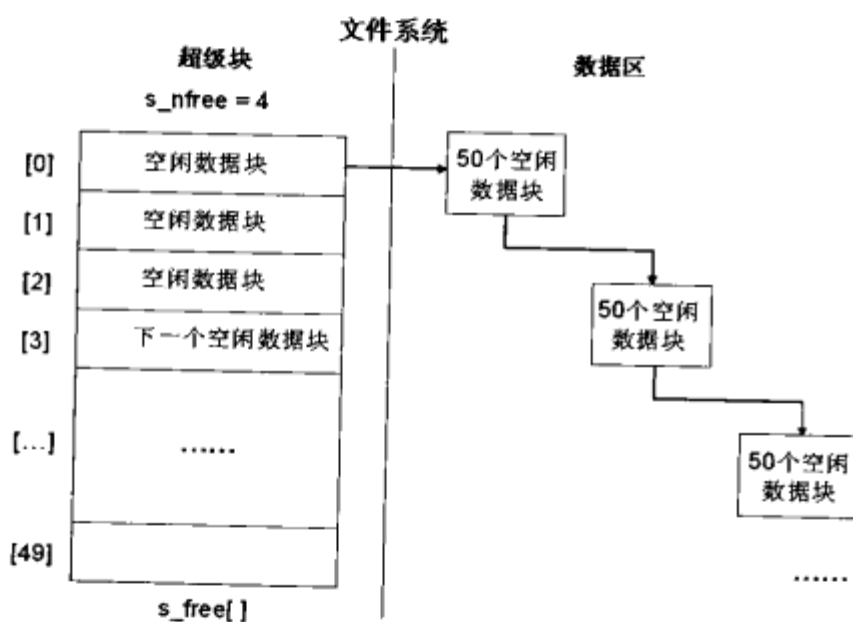 文件系统
超级块
数据区
s_nfree = 4
[0]
空闲数据块
[1]
空闲数据块
[2]
空闲数据块
[3]
下一个空闲数据块
[...]
......
[49]
s_free[ ]
50个空闲
数据块
50个空闲
数据块
50个空闲
数据块
......